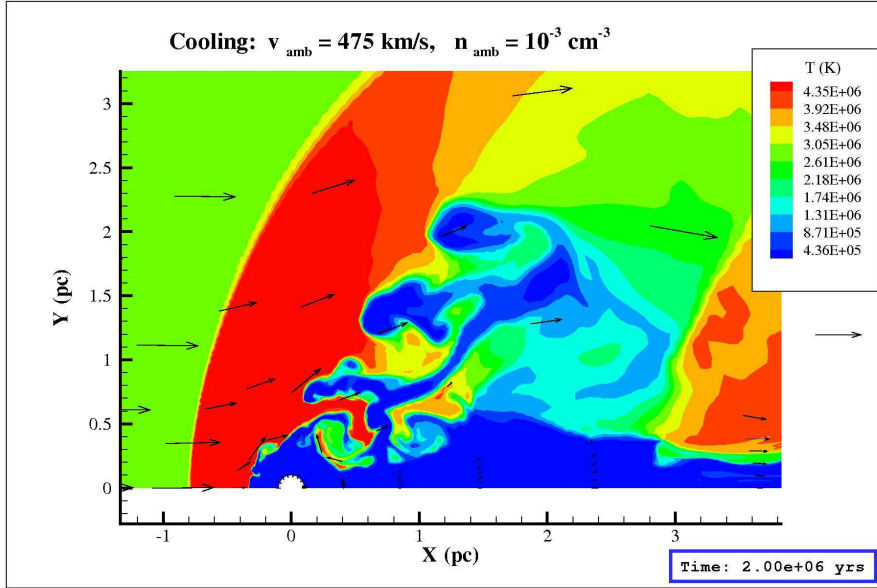 Cooling: v amb = 475 km/s, n amb = 10-3 cm-3
T (K)
4.35E+06
3.92E+06
3.48E+06
3.05E+06
2.61E+06
2.18E+06
1.74E+06
1.31E+06
8.71E+05
4.36E+05
Y (pc)
3
2.5
2
1.5
1
0.5
0
-1
0
1
2
3
X (pc)
Time: 2.00e+06 yrs